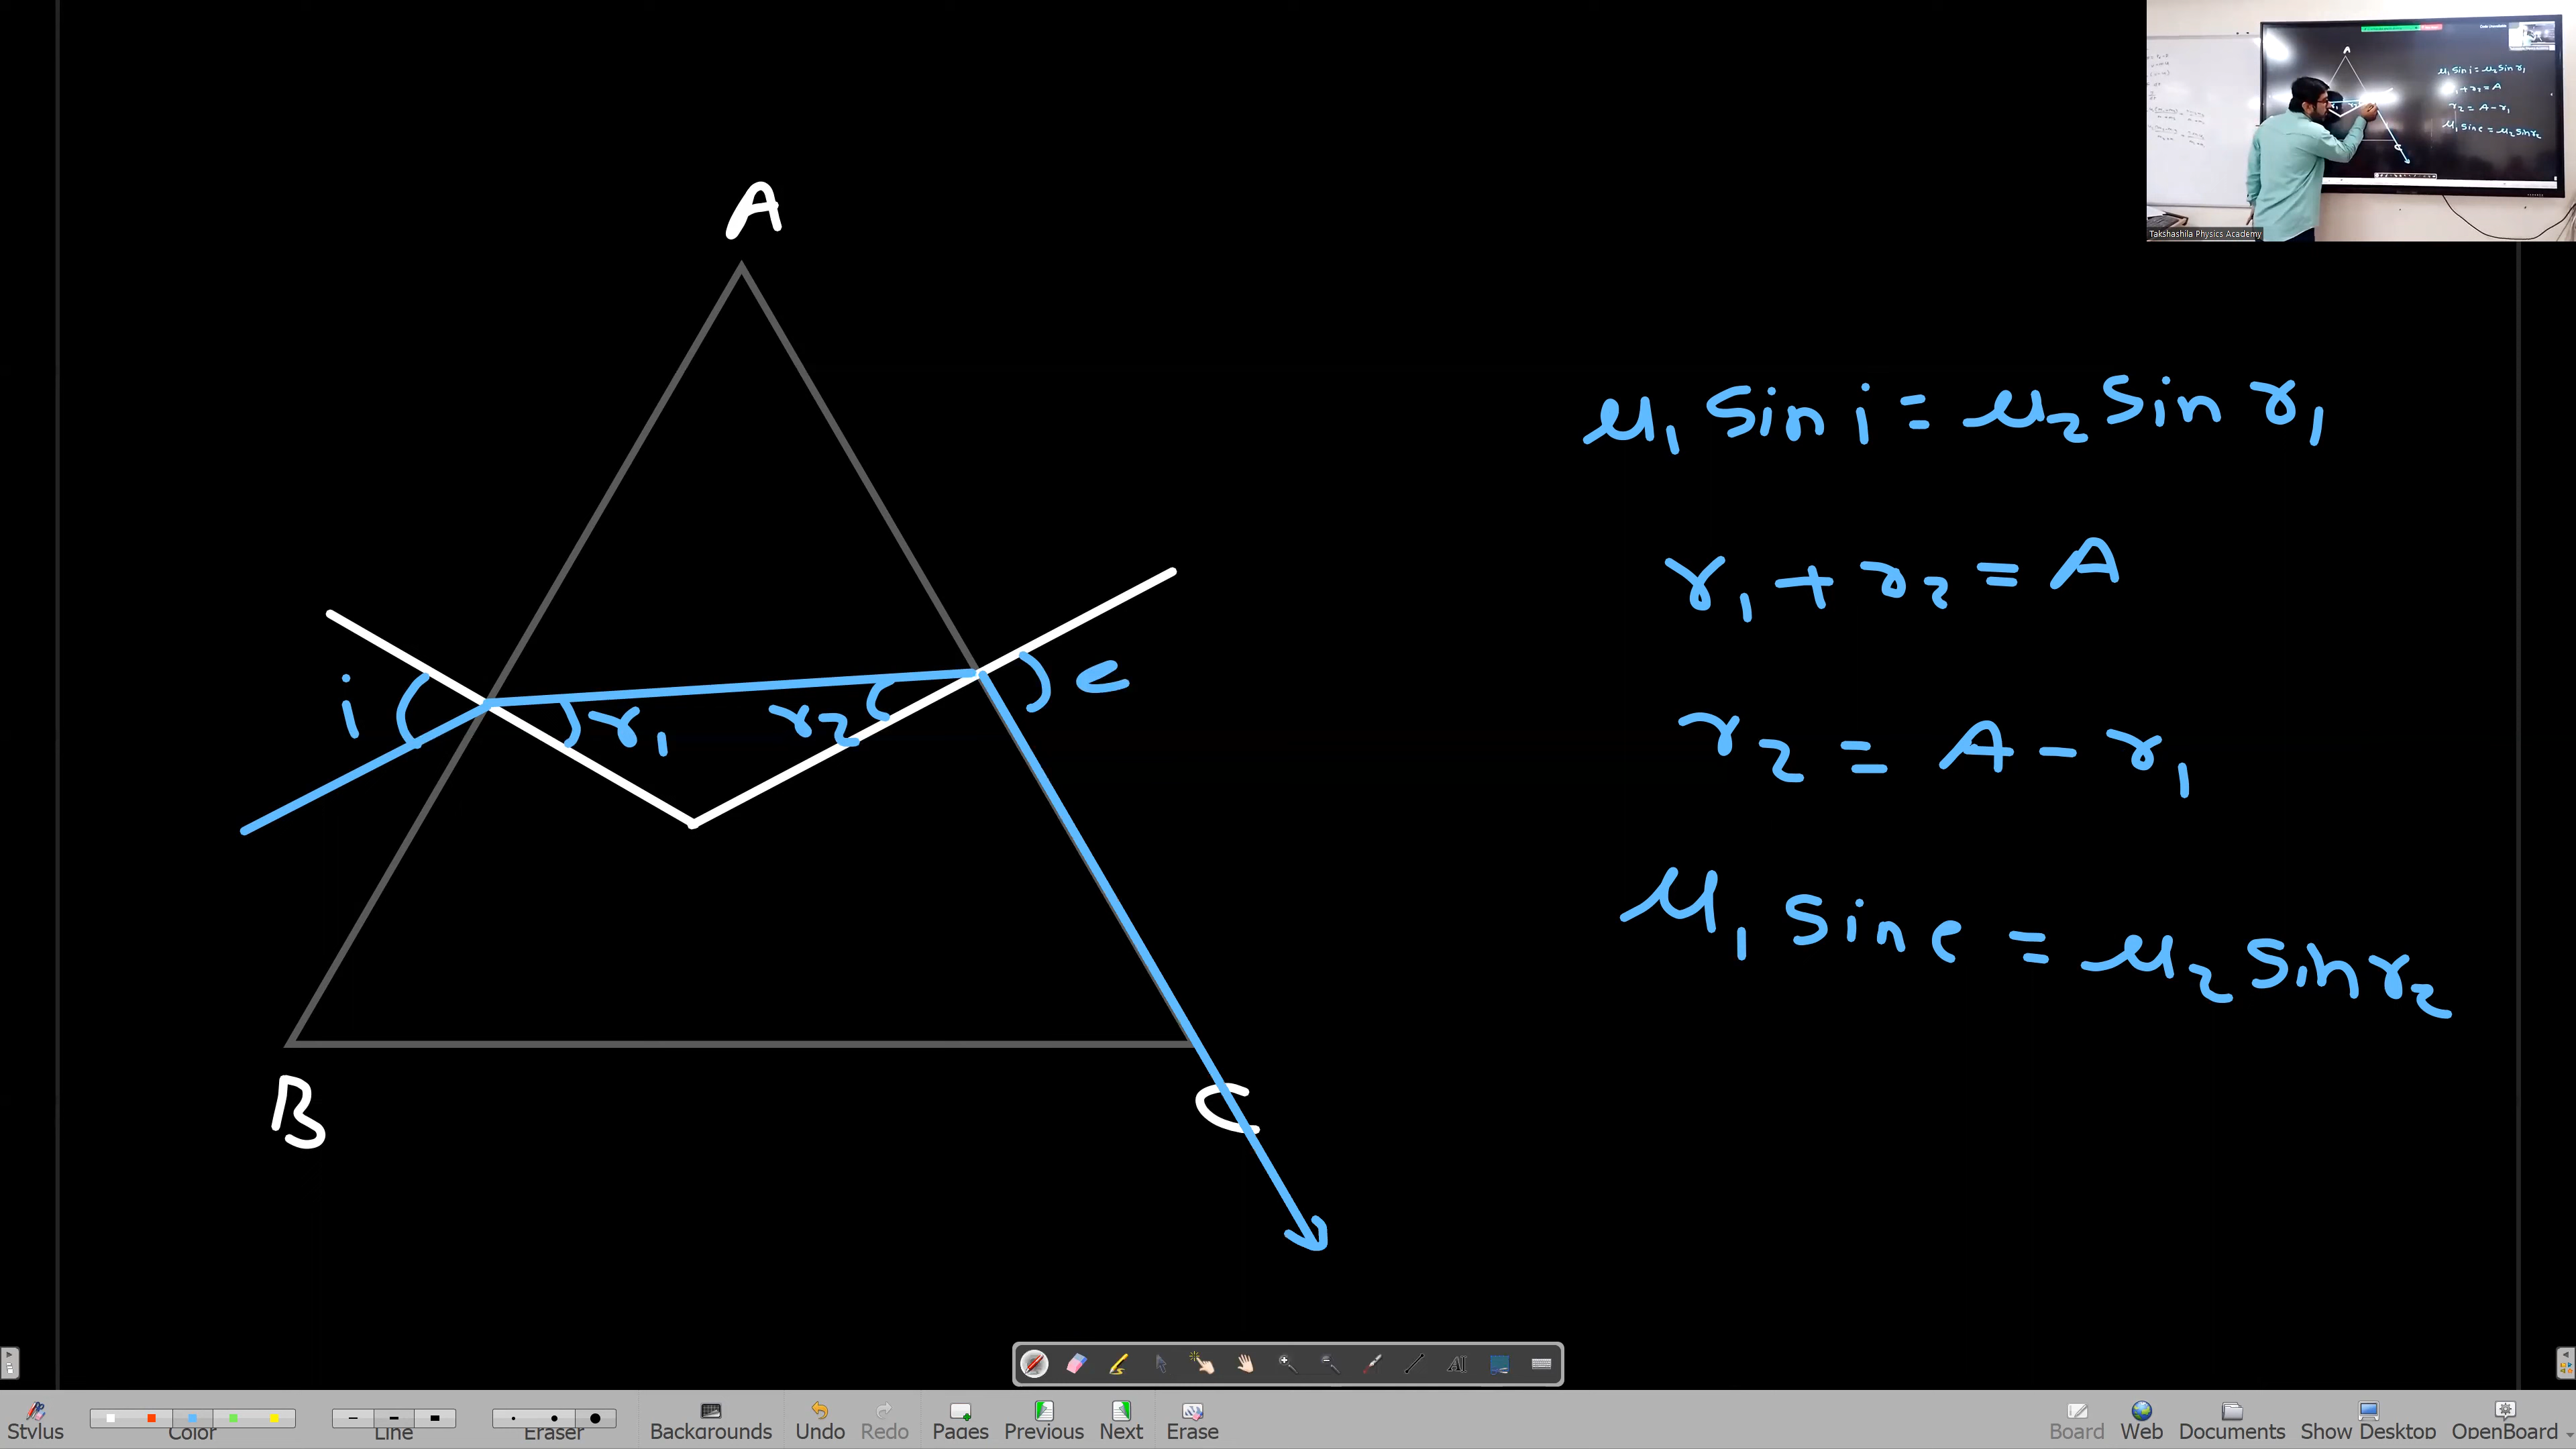 A
Takshashila Physics Academy
μ₁ sin i = μ₂ sin r₁
r₁ + r₂ = A
i r₁ r₂ e
r₂ = A - r₁
μ₁ sin e = μ₂ sin r₂
B C
Stylus Color Line Eraser Backgrounds Undo Redo Pages Previous Next Erase Board Web Documents Show Desktop OpenBoard